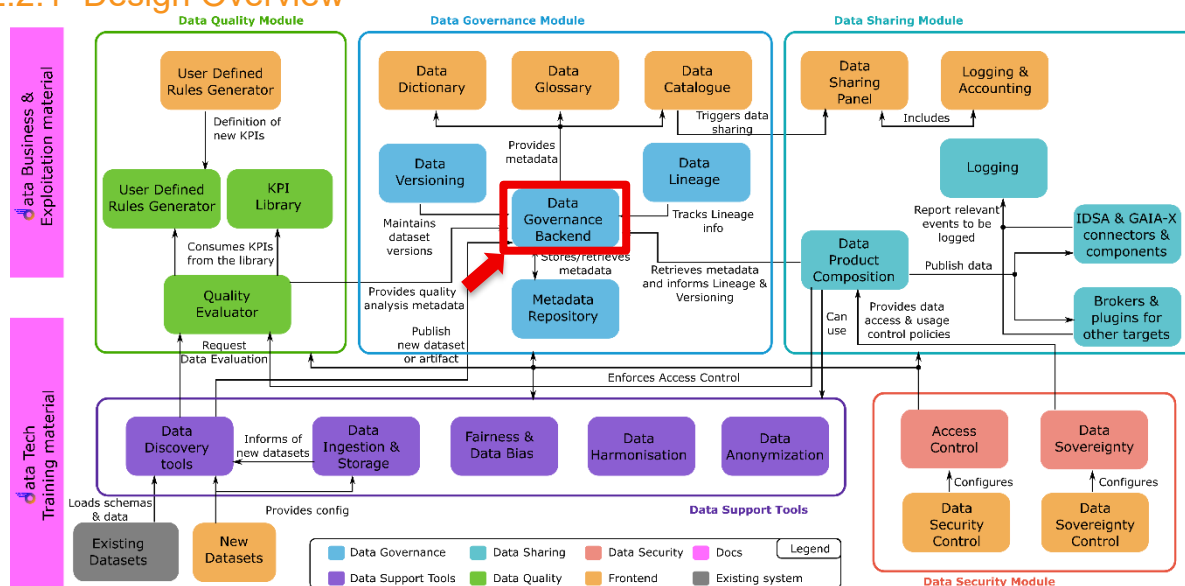 2.2.1 Design Overview
Data Quality Module
Data Governance Module
Data Sharing Module
Data Business &
Exploitation material
User Defined
Rules Generator
Definition of
new KPIs
User Defined
Rules Generator
KPI
Library
Consumes KPIs
from the library
Quality
Evaluator
Request
Data Evaluation
Data
Dictionary
Data
Glossary
Data
Catalogue
Triggers data
sharing
Provides
metadata
Data
Versioning
Data
Lineage
Data
Governance
Backend
Maintains
dataset
versions
Tracks Lineage
info
Stores/retrieves
metadata
Provides quality
analysis metadata
Metadata
Repository
Retrieves metadata
and informs Lineage &
Versioning
Publish
new dataset
or artifact
Data
Sharing
Panel
Logging &
Accounting
Includes
Logging
Report relevant
events to be
logged
IDSA & GAIA-X
connectors &
components
Data
Product
Composition
Publish data
Brokers &
plugins for
other targets
Can
use
Provides data
access & usage
control policies
Enforces Access Control
Data Tech
Training material
Data
Discovery
tools
Informs of
new datasets
Data
Ingestion &
Storage
Fairness &
Data Bias
Data
Harmonisation
Data
Anonymization
Data Support Tools
Loads schemas
& data
Provides config
Existing
Datasets
New
Datasets
Access
Control
Data
Sovereignty
Configures
Configures
Data
Security
Control
Data
Sovereignty
Control
Data Security Module
Legend
Data Governance
Data Sharing
Data Security
Docs
Data Support Tools
Data Quality
Frontend
Existing system